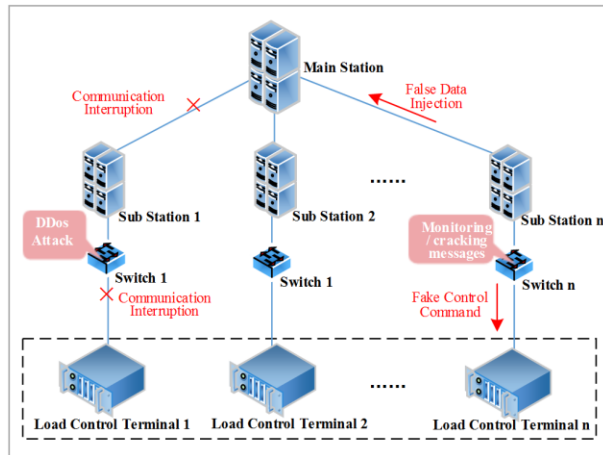 Main Station
Communication
Interruption
False Data
Injection
......
Sub Station 1
Sub Station 2
Sub Station n
DDos
Attack
Monitoring
/ cracking
messages
Switch 1
Switch 1
Switch n
Communication
Interruption
Fake Control
Command
......
Load Control Terminal 1
Load Control Terminal 2
Load Control Terminal n